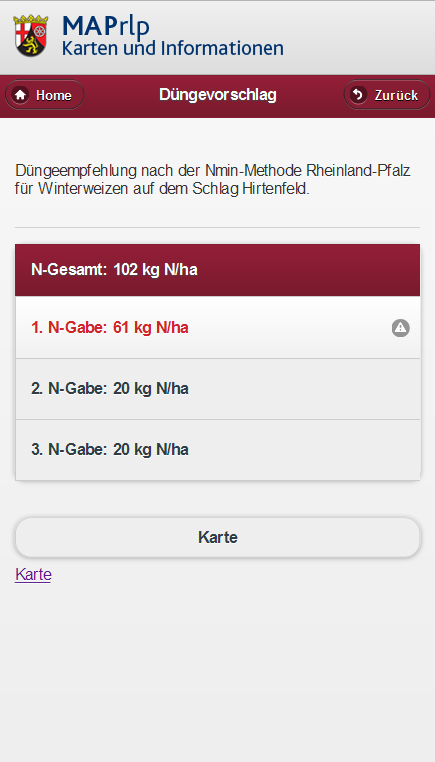 MAPrlp
Karten und Informationen
Home
Düngevorschlag
Zurück
Düngeempfehlung nach der Nmin-Methode Rheinland-Pfalz
für Winterweizen auf dem Schlag Hirtenfeld.
N-Gesamt: 102 kg N/ha
1. N-Gabe: 61 kg N/ha
2. N-Gabe: 20 kg N/ha
3. N-Gabe: 20 kg N/ha
Karte
Karte